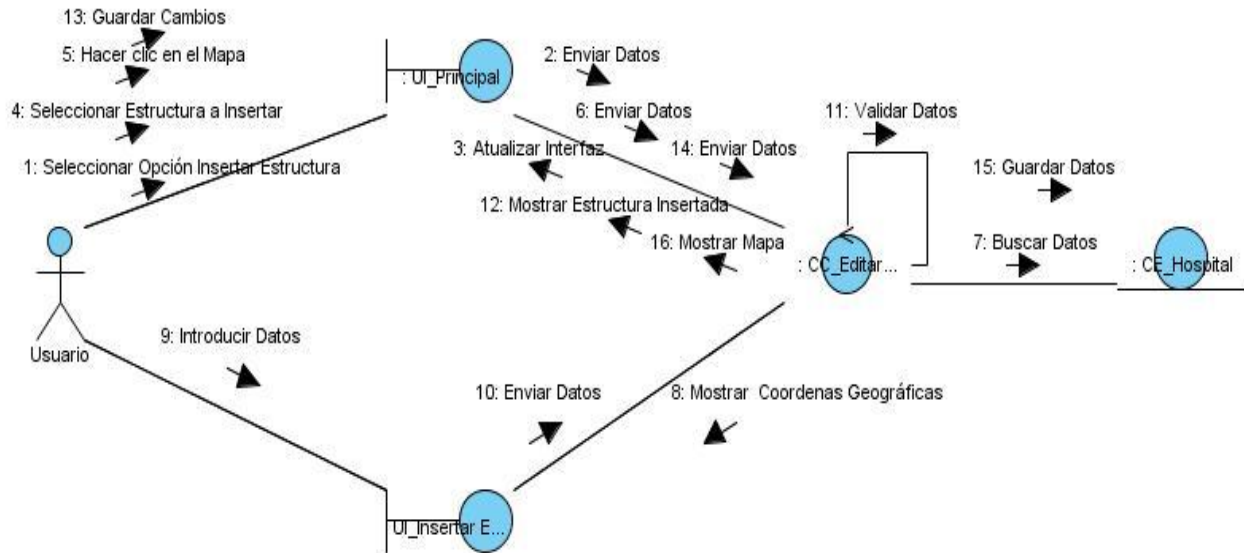 13: Guardar Cambios
5: Hacer clic en el Mapa
4: Seleccionar Estructura a Insertar
1: Seleccionar Opción Insertar Estructura
: UI_Principal
2: Enviar Datos
6: Enviar Datos
3: Atualizar Interfaz
14: Enviar Datos
12: Mostrar Estructura Insertada
16: Mostrar Mapa
11: Validar Datos
15: Guardar Datos
7: Buscar Datos
: CC_Editar...
: CE_Hospital
Usuario
9: Introducir Datos
10: Enviar Datos
8: Mostrar Coordenas Geográficas
UI_Insertar E...